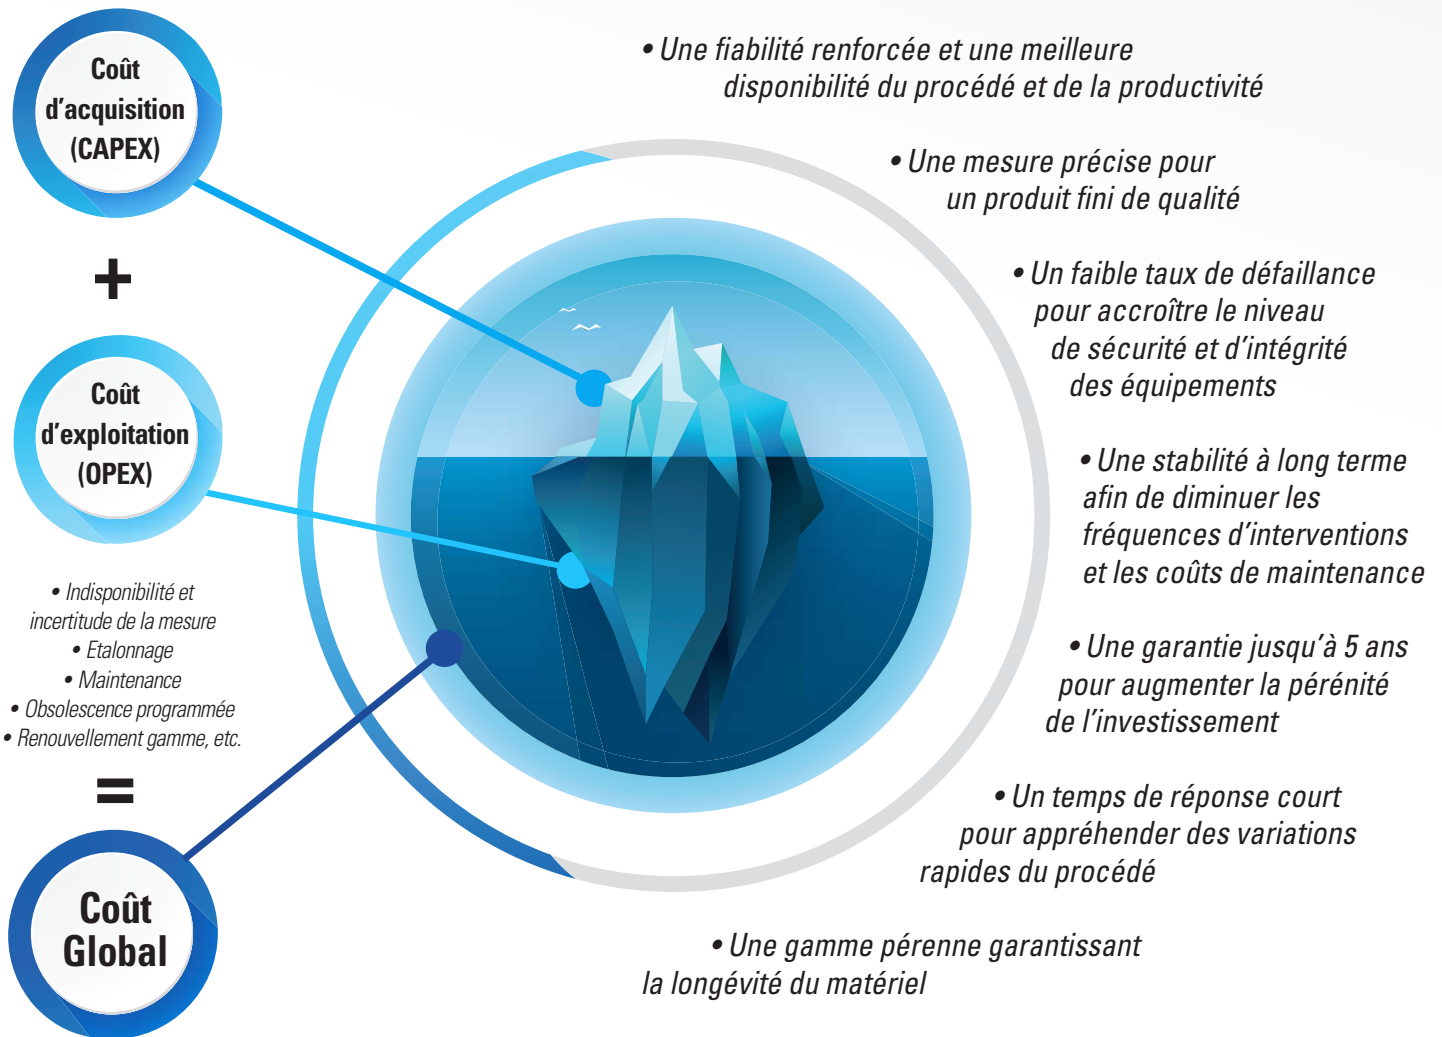 Coût
d'acquisition
(CAPEX)
+
Coût
d'exploitation
(OPEX)
• Indisponibilité et
incertitude de la mesure
• Etalonnage
• Maintenance
• Obsolescence programmée
• Renouvellement gamme, etc.
=
Coût
Global
• Une fiabilité renforcée et une meilleure
disponibilité du procédé et de la productivité
• Une mesure précise pour
un produit fini de qualité
• Un faible taux de défaillance
pour accroître le niveau
de sécurité et d'intégrité
des équipements
• Une stabilité à long terme
afin de diminuer les
fréquences d'interventions
et les coûts de maintenance
• Une garantie jusqu'à 5 ans
pour augmenter la pérénité
de l'investissement
• Un temps de réponse court
pour appréhender des variations
rapides du procédé
• Une gamme pérenne garantissant
la longévité du matériel